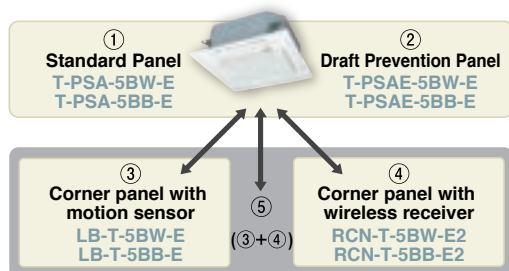 ①
Standard Panel
T-PSA-5BW-E
T-PSA-5BB-E
②
Draft Prevention Panel
T-PSAE-5BW-E
T-PSAE-5BB-E
③
Corner panel with
motion sensor
LB-T-5BW-E
LB-T-5BB-E
⑤
(③+④)
④
Corner panel with
wireless receiver
RCN-T-5BW-E2
RCN-T-5BB-E2